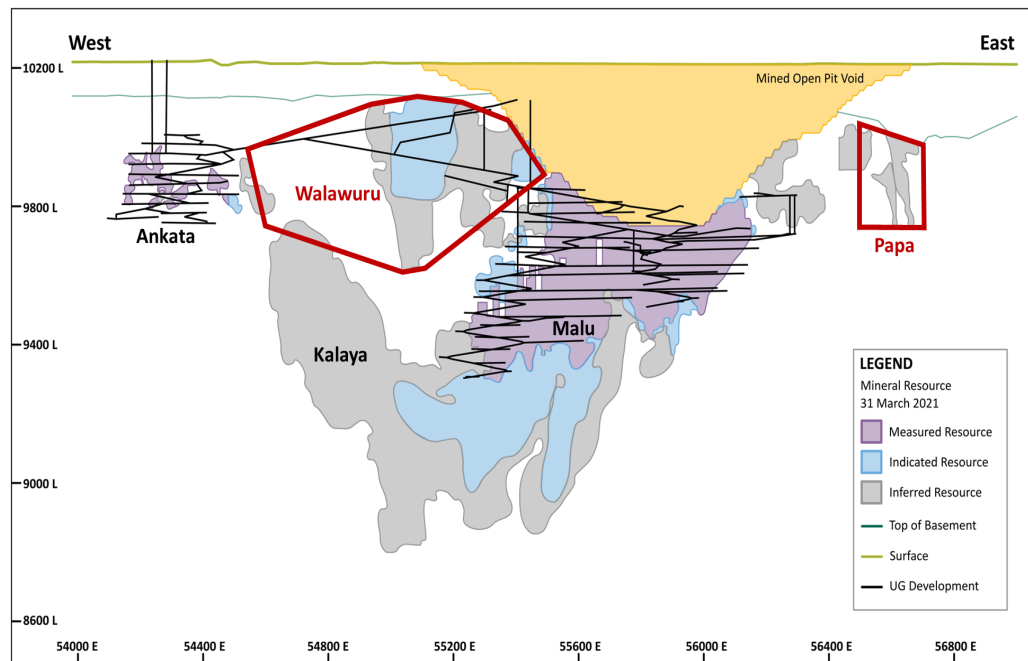 West
East
10200 L
Mined Open Pit Void
Walawuru
9800 L
Ankata
Papa
Malu
9400 L
Kalaya
LEGEND
Mineral Resource
31 March 2021
Measured Resource
Indicated Resource
9000 L
Inferred Resource
Top of Basement
Surface
UG Development
8600 L
54000 E
54400 E
54800 E
55200 E
55600 E
56000 E
56400 E
56800 E